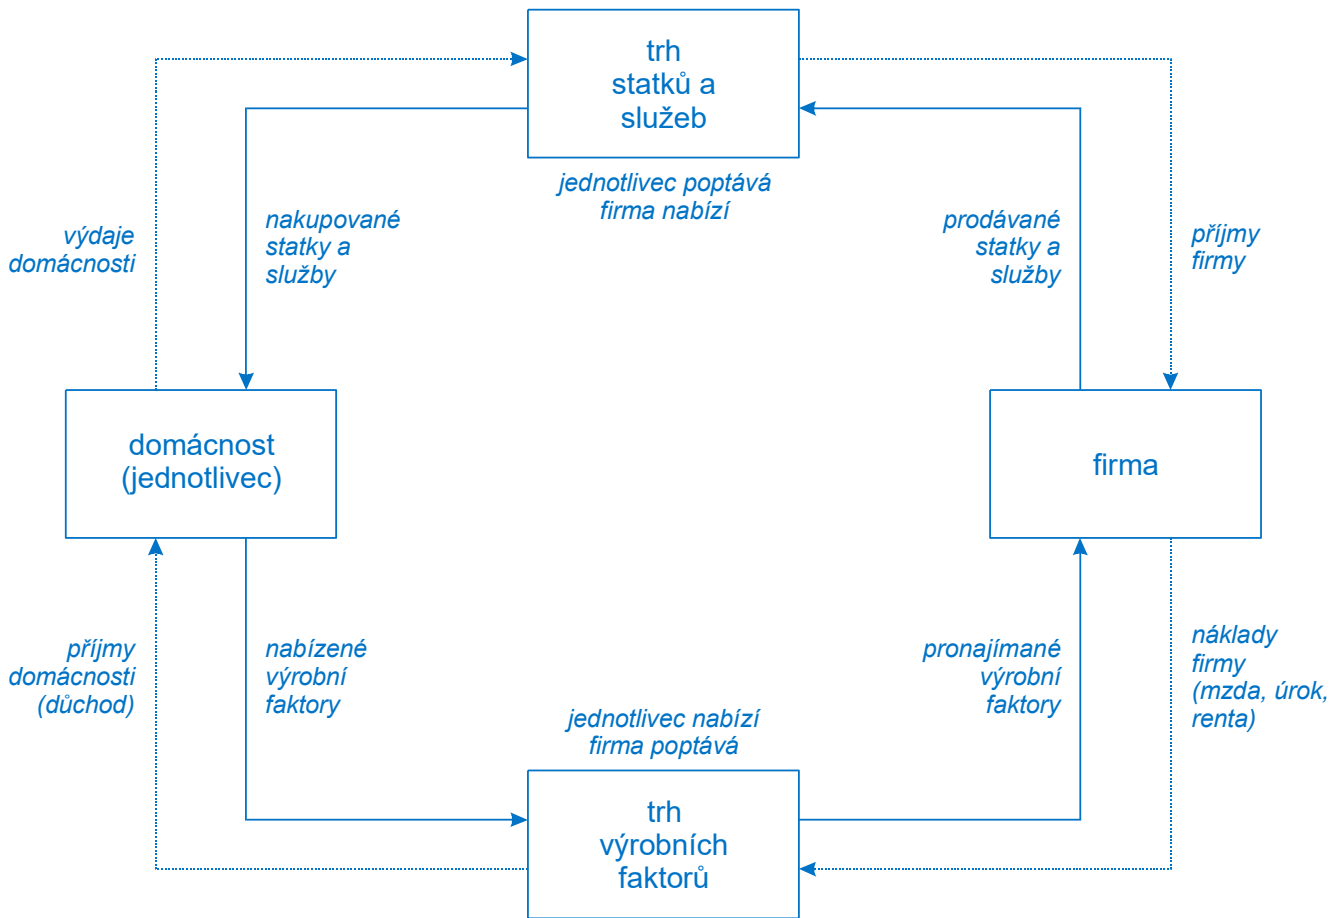 trh
statků a
služeb
jednotlivec poptává
firma nabízí
výdaje
domácnosti
nakupované
statky a
služby
prodávané
statky a
služby
příjmy
firmy
domácnost
(jednotlivec)
firma
příjmy
domácnosti
(důchod)
nabízené
výrobní
faktory
pronajímané
výrobní
faktory
náklady
firmy
(mzda, úrok,
renta)
jednotlivec nabízí
firma poptává
trh
výrobních
faktorů